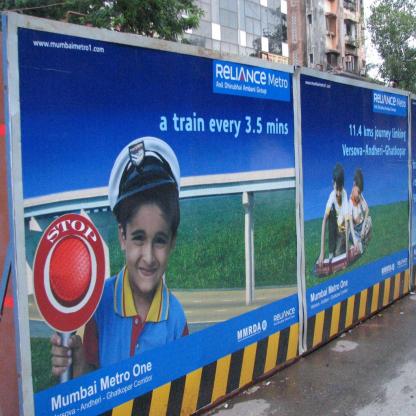 www.mumbaimetro1.com
RELIANCE Metro
Anil Dhirubhai Ambani Group
a train every 3.5 mins
STOP
MMRDA
RELIANCE
Mumbai Metro One
Versova - Andheri - Ghatkopar Corridor
RELIANCE Metro
11.4 kms journey linking
Versova-Andheri-Ghatkopar
MMRDA
RELIANCE
Mumbai Metro One